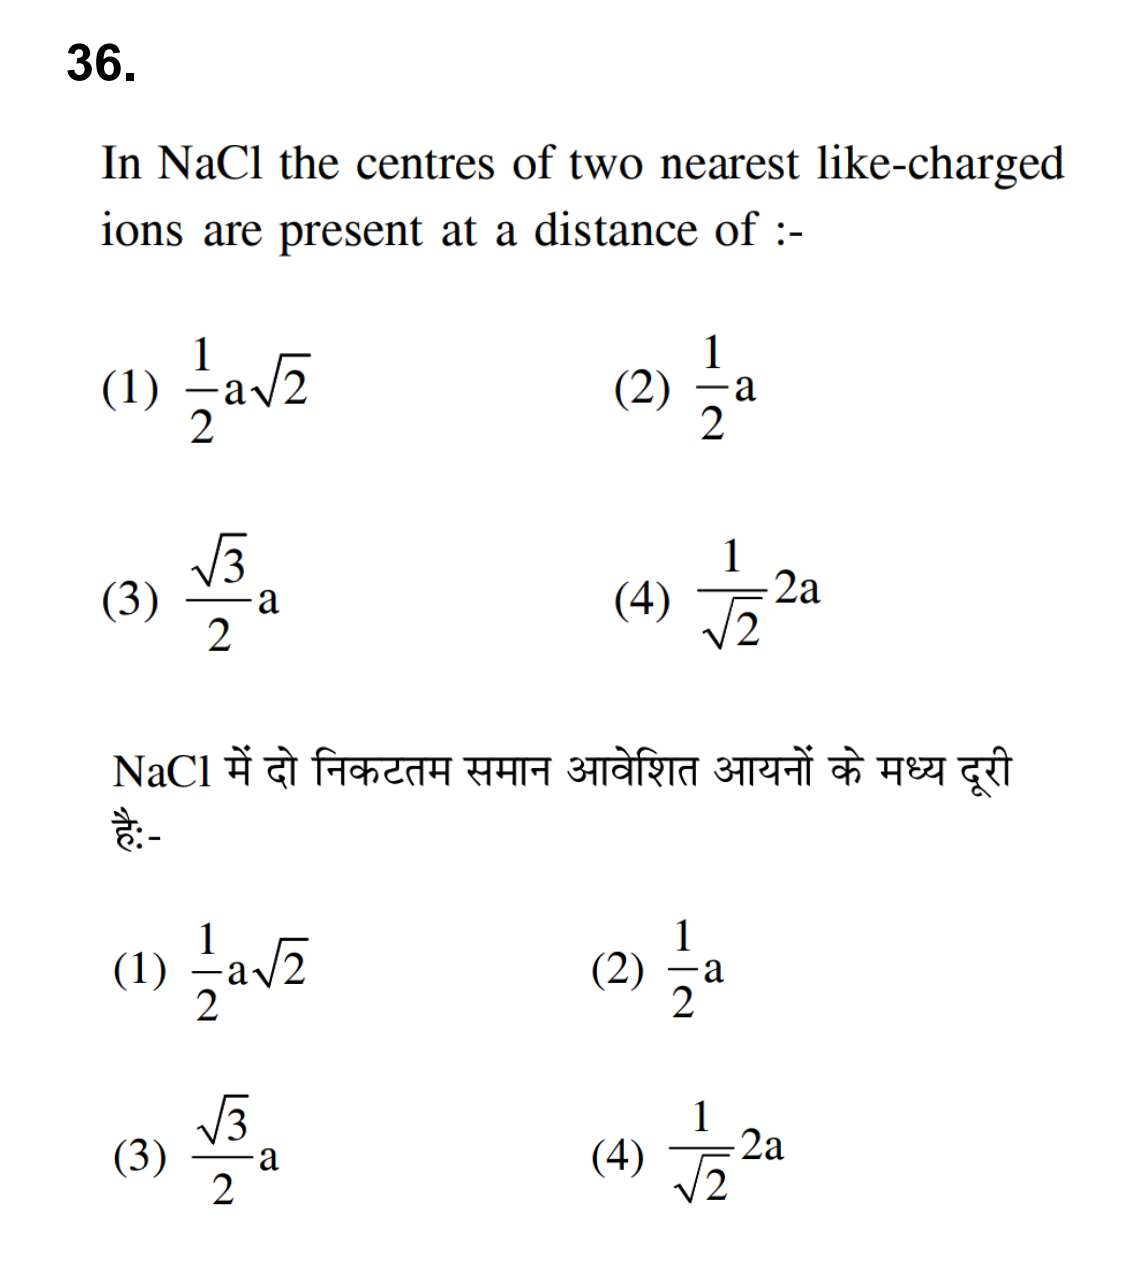 36.
In NaCl the centres of two nearest like-charged
ions are present at a distance of :-
(1) $\frac{1}{2}a\sqrt{2}$ (2) $\frac{1}{2}a$
(3) $\frac{\sqrt{3}}{2}a$ (4) $\frac{1}{\sqrt{2}}2a$
NaCl में दो निकटतम समान आवेशित आयनों के मध्य दूरी
है:-
(1) $\frac{1}{2}a\sqrt{2}$ (2) $\frac{1}{2}a$
(3) $\frac{\sqrt{3}}{2}a$ (4) $\frac{1}{\sqrt{2}}2a$